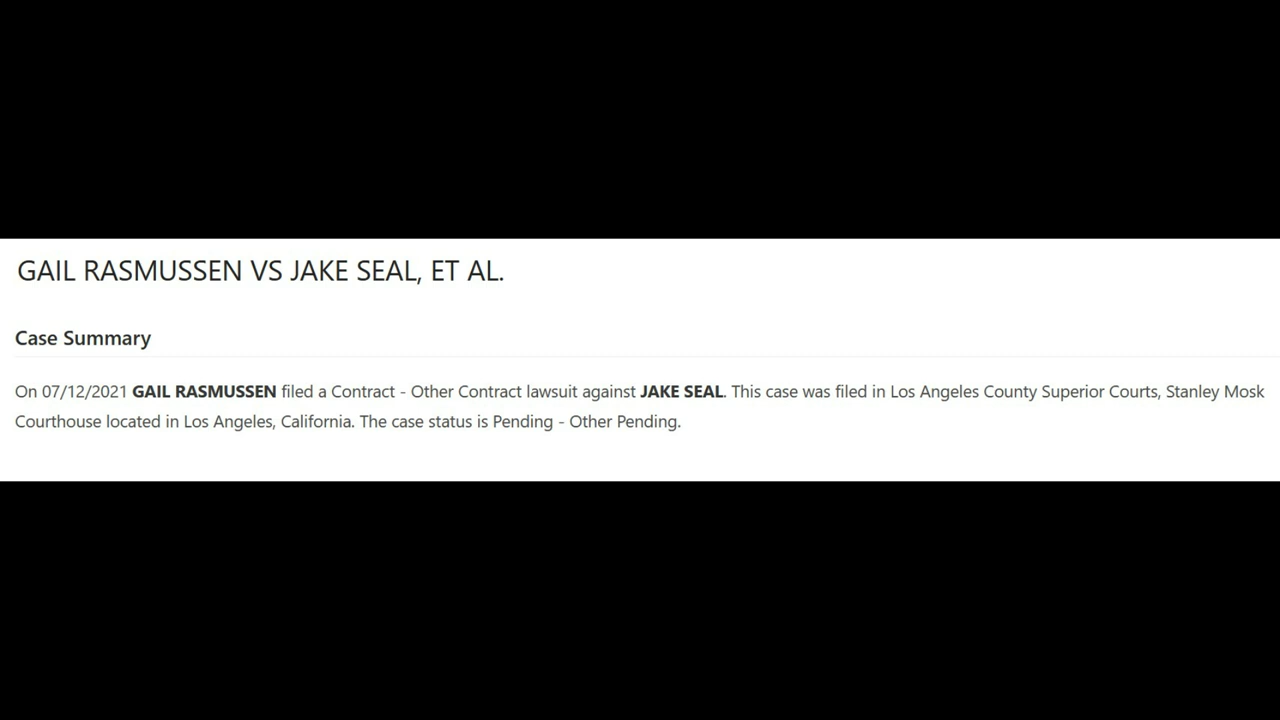 GAIL RASMUSSEN VS JAKE SEAL, ET AL.
Case Summary
On 07/12/2021 GAIL RASMUSSEN filed a Contract - Other Contract lawsuit against JAKE SEAL. This case was filed in Los Angeles County Superior Courts, Stanley Mosk
Courthouse located in Los Angeles, California. The case status is Pending - Other Pending.